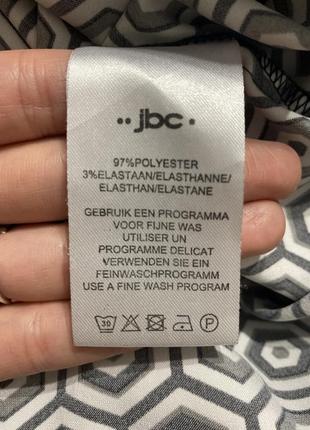 •• jbc •
97%POLYESTER
3%ELASTAAN/ELASTHANNE/
ELASTHAN/ELASTANE
GEBRUIK EEN PROGRAMMA
VOOR FIJNE WAS
UTILISER UN
PROGRAMME DELICAT
VERWENDEN SIE EIN
FEINWASCHPROGRAMM
USE A FINE WASH PROGRAM
30 P